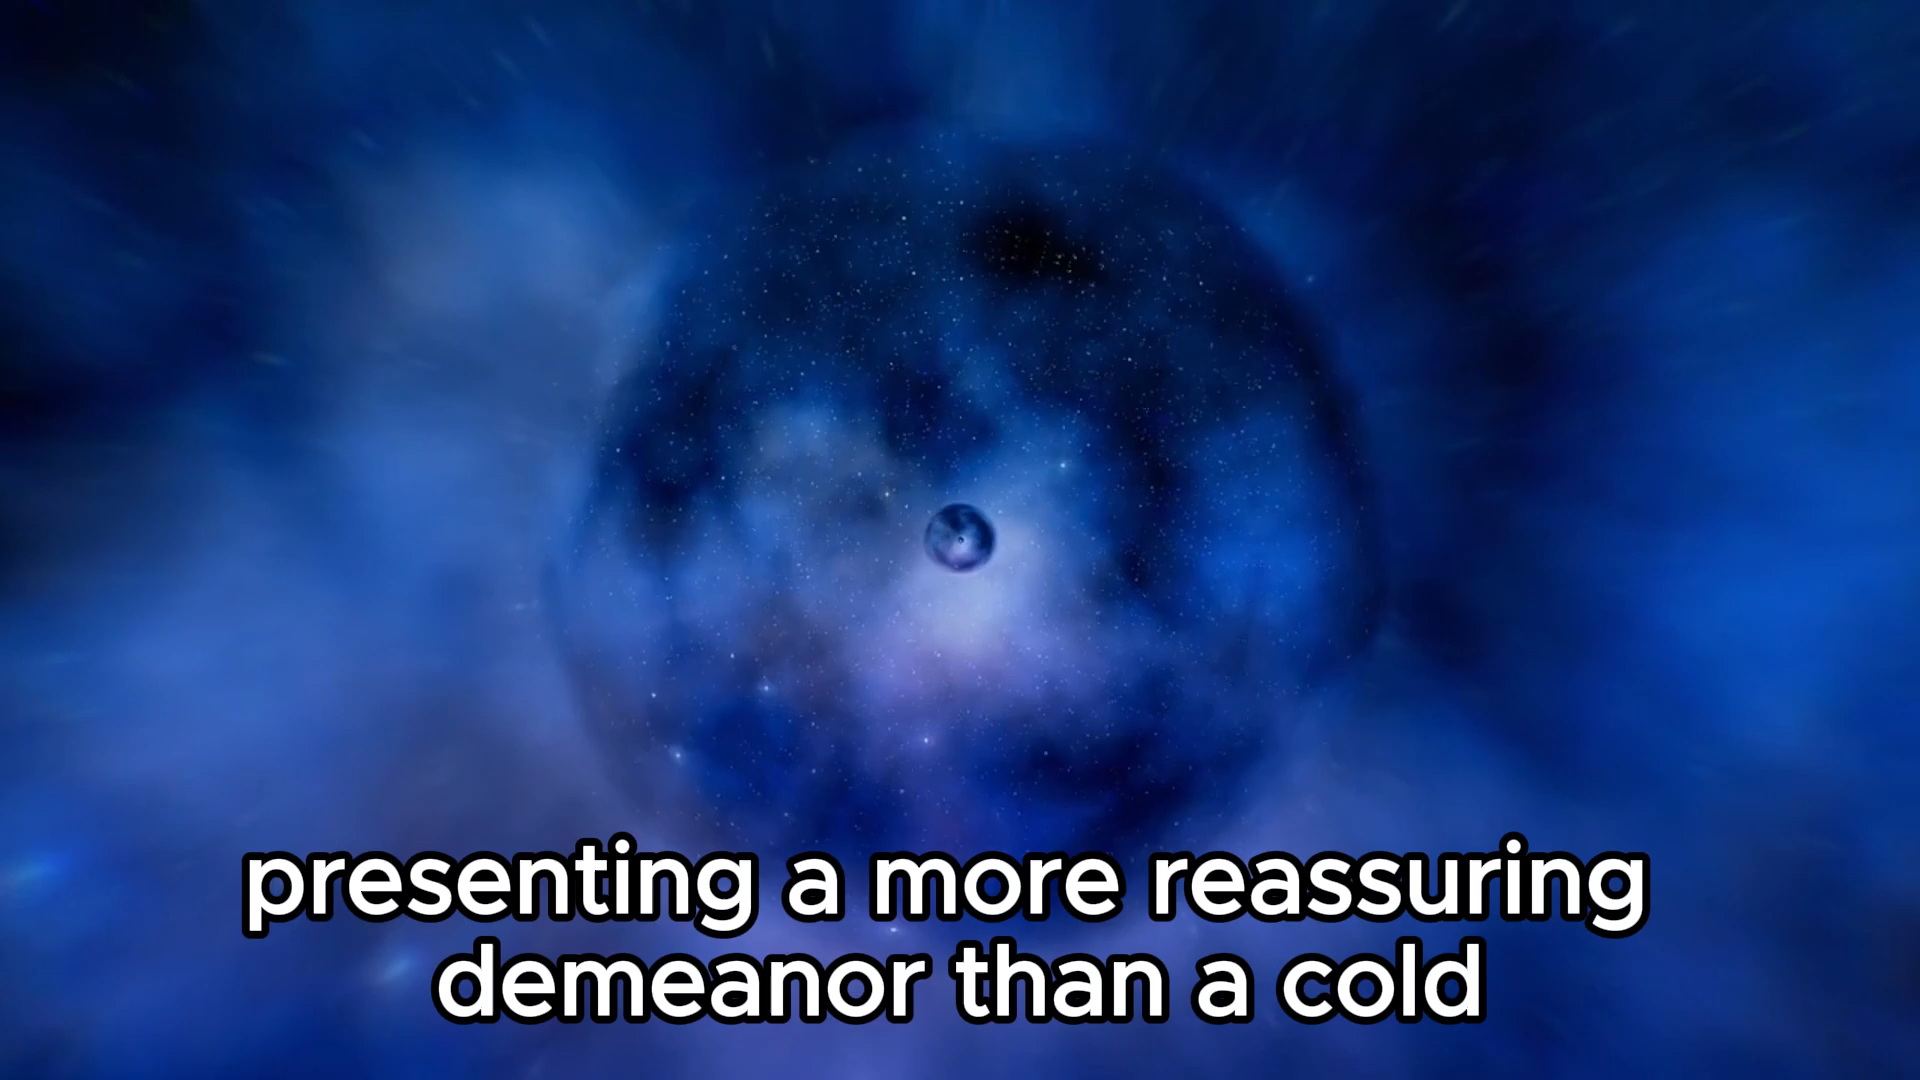 presenting a more reassuring
demeanor than a cold